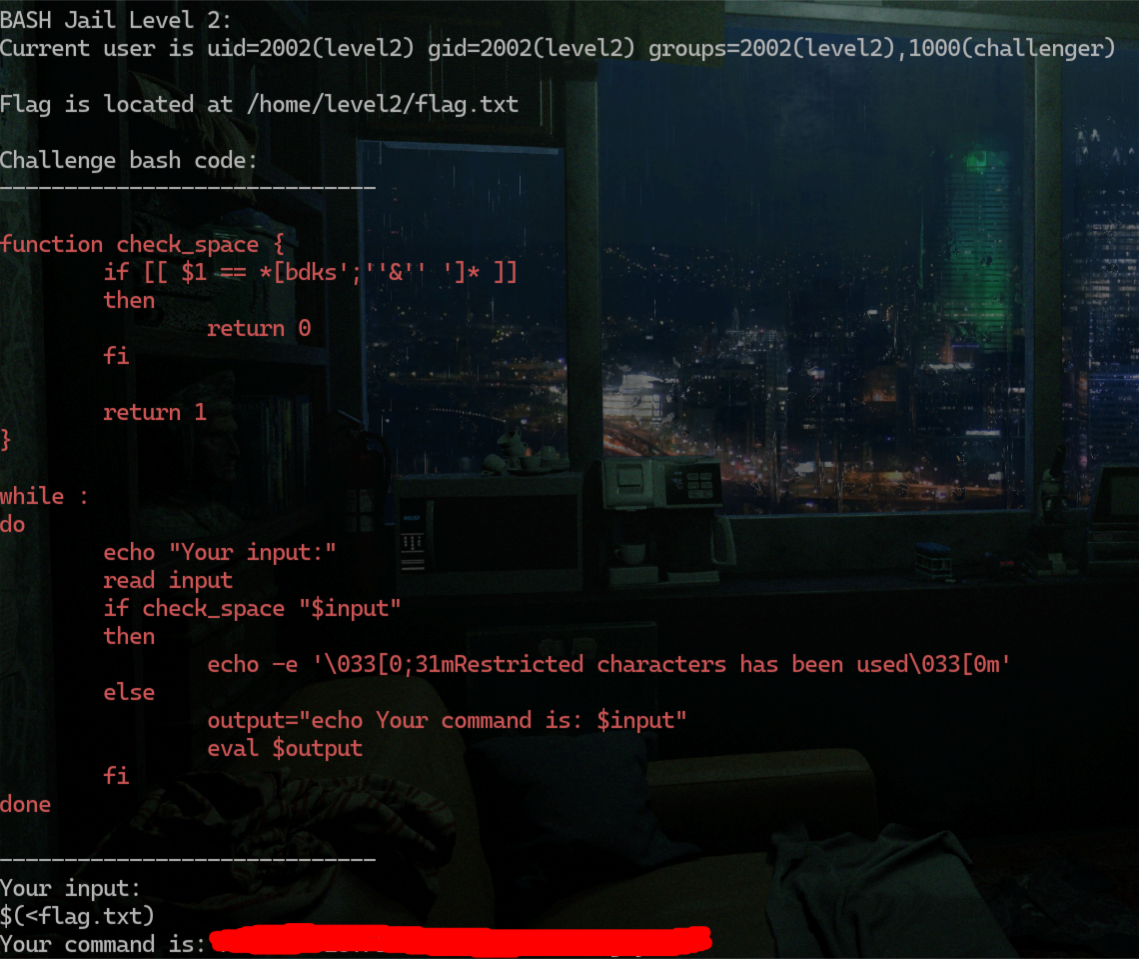 BASH Jail Level 2:
Current user is uid=2002(level2) gid=2002(level2) groups=2002(level2),1000(challenger)
Flag is located at /home/level2/flag.txt
Challenge bash code:
-----------------------------
function check_space {
if [[ $1 == *[bdks';''&'' ']* ]]
then
return 0
fi
return 1
}
while :
do
echo "Your input:"
read input
if check_space "$input"
then
echo -e '\033[0;31mRestricted characters has been used\033[0m'
else
output="echo Your command is: $input"
eval $output
fi
done
-----------------------------
Your input:
$(<flag.txt)
Your command is: